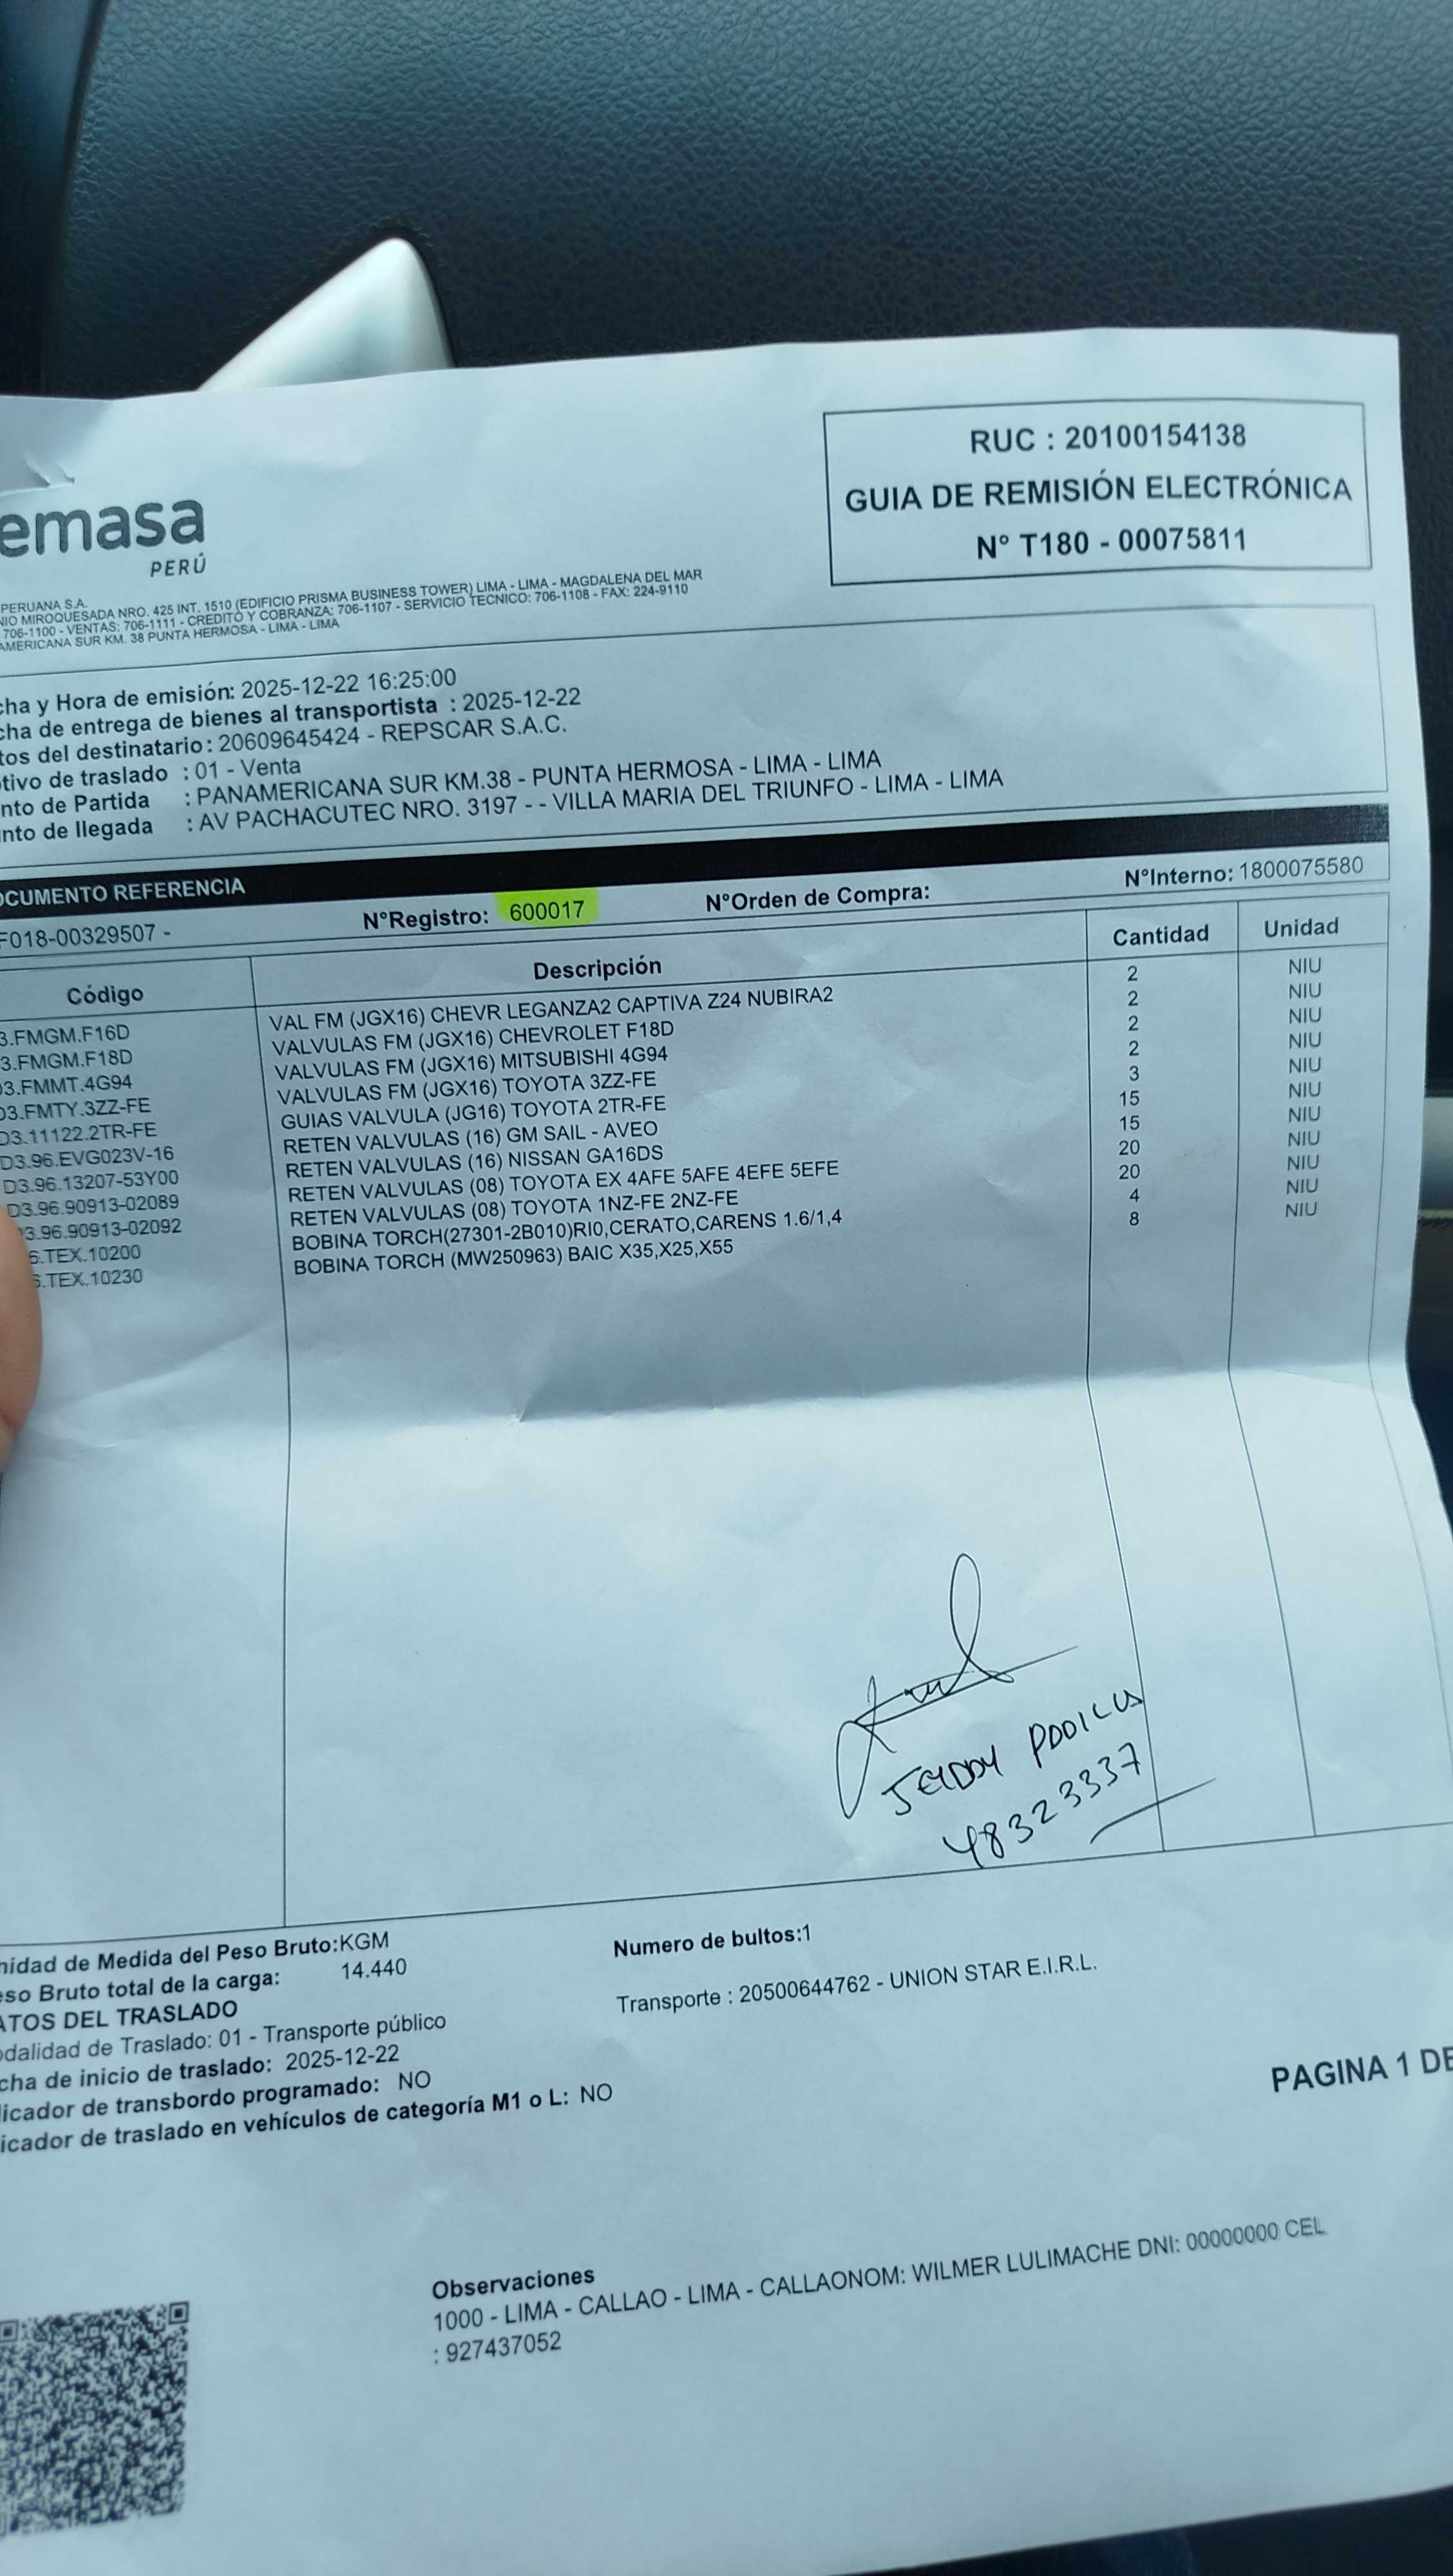 RUC : 20100154138
GUIA DE REMISIÓN ELECTRÓNICA
N° T180 - 00075811
emasa
PERÚ
PERUANA S.A.
NIO MIROQUESADA NRO. 425 INT. 1510 (EDIFICIO PRISMA BUSINESS TOWER) LIMA - LIMA - MAGDALENA DEL MAR
706-1100 - VENTAS: 706-1111 - CREDITO Y COBRANZA: 706-1107 - SERVICIO TECNICO: 706-1108 - FAX: 224-9110
AMERICANA SUR KM. 38 PUNTA HERMOSA - LIMA - LIMA
cha y Hora de emisión: 2025-12-22 16:25:00
cha de entrega de bienes al transportista : 2025-12-22
tos del destinatario : 20609645424 - REPSCAR S.A.C.
tivo de traslado : 01 - Venta
nto de Partida : PANAMERICANA SUR KM.38 - PUNTA HERMOSA - LIMA - LIMA
nto de llegada : AV PACHACUTEC NRO. 3197 - - VILLA MARIA DEL TRIUNFO - LIMA - LIMA
OCUMENTO REFERENCIA
F018-00329507 - N°Registro: 600017 N°Orden de Compra: N°Interno: 1800075580
Código Descripción Cantidad Unidad
3.FMGM.F16D VAL FM (JGX16) CHEVR LEGANZA2 CAPTIVA Z24 NUBIRA2 2 NIU
3.FMGM.F18D VALVULAS FM (JGX16) CHEVROLET F18D 2 NIU
03.FMMT.4G94 VALVULAS FM (JGX16) MITSUBISHI 4G94 2 NIU
D3.FMTY.3ZZ-FE VALVULAS FM (JGX16) TOYOTA 3ZZ-FE 2 NIU
D3.11122.2TR-FE GUIAS VALVULA (JG16) TOYOTA 2TR-FE 3 NIU
D3.96.EVG023V-16 RETEN VALVULAS (16) GM SAIL - AVEO 15 NIU
D3.96.13207-53Y00 RETEN VALVULAS (16) NISSAN GA16DS 15 NIU
D3.96.90913-02089 RETEN VALVULAS (08) TOYOTA EX 4AFE 5AFE 4EFE 5EFE 20 NIU
3.96.90913-02092 RETEN VALVULAS (08) TOYOTA 1NZ-FE 2NZ-FE 20 NIU
6.TEX.10200 BOBINA TORCH(27301-2B010)RI0,CERATO,CARENS 1.6/1,4 4 NIU
6.TEX.10230 BOBINA TORCH (MW250963) BAIC X35,X25,X55 8 NIU
48323337
nidad de Medida del Peso Bruto:KGM Numero de bultos:1
eso Bruto total de la carga: 14.440
ATOS DEL TRASLADO Transporte : 20500644762 - UNION STAR E.I.R.L.
odalidad de Traslado: 01 - Transporte público
cha de inicio de traslado: 2025-12-22
licador de transbordo programado: NO
icador de traslado en vehículos de categoría M1 o L: NO
PAGINA 1 DE
Observaciones
1000 - LIMA - CALLAO - LIMA - CALLAONOM: WILMER LULIMACHE DNI: 00000000 CEL
: 927437052